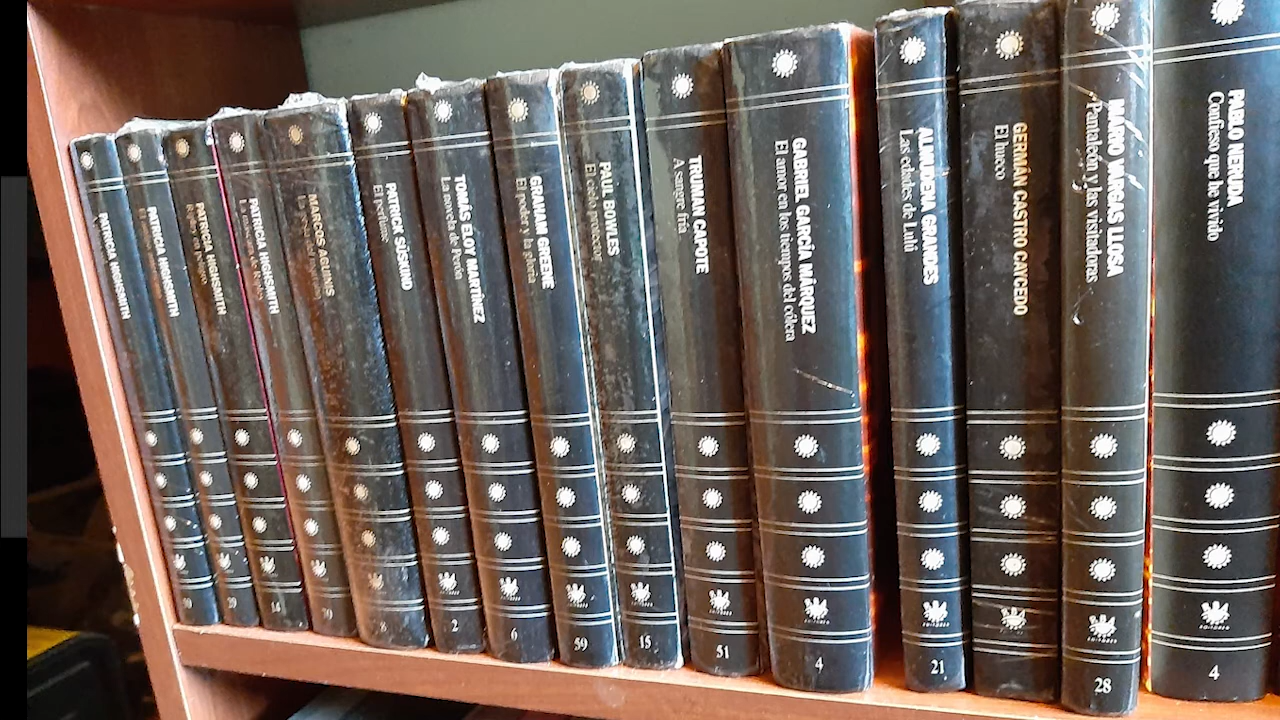 PATRICIA HIGHSMITH
90
PATRICIA HIGHSMITH
PATRICIA HIGHSMITH
14
PATRICIA HIGHSMITH
MARCOS AGUINIS
PATRICK SÜSKIND
El perfume
2
TOMÁS ELOY MARTÍNEZ
La novela de Perón
6
GRAHAM GREENE
El poder y la gloria
59
PAUL BOWLES
El cielo protector
15
TRUMAN CAPOTE
A sangre fría
51
GABRIEL GARCÍA MÁRQUEZ
El amor en los tiempos del cólera
4
ALMUDENA GRANDES
Las edades de Lulú
21
GERMÁN CASTRO CAYCEDO
El hueco
MARIO VARGAS LLOSA
Pantaleón y las visitadoras
28
PABLO NERUDA
Confieso que he vivido
4